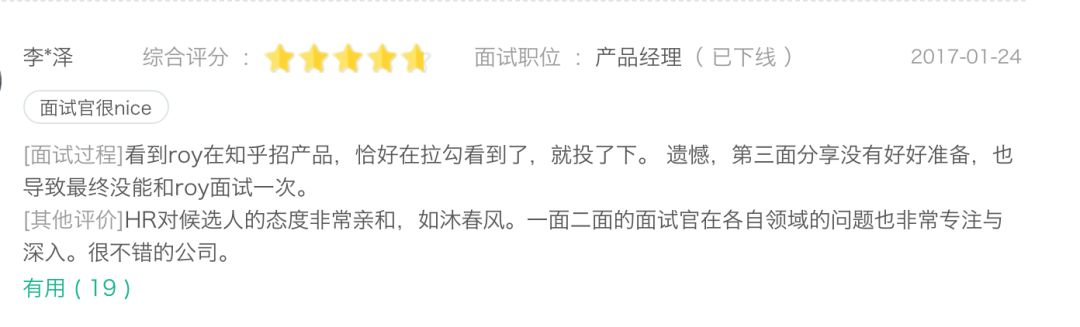 李*泽 综合评分 : 面试职位 : 产品经理（已下线） 2017-01-24
面试官很nice
[面试过程]看到roy在知乎招产品，恰好在拉勾看到了，就投了下。 遗憾，第三面分享没有好好准备，也
导致最终没能和roy面试一次。
[其他评价]HR对候选人的态度非常亲和，如沐春风。一面二面的面试官在各自领域的问题也非常专注与
深入。很不错的公司。
有用（19）